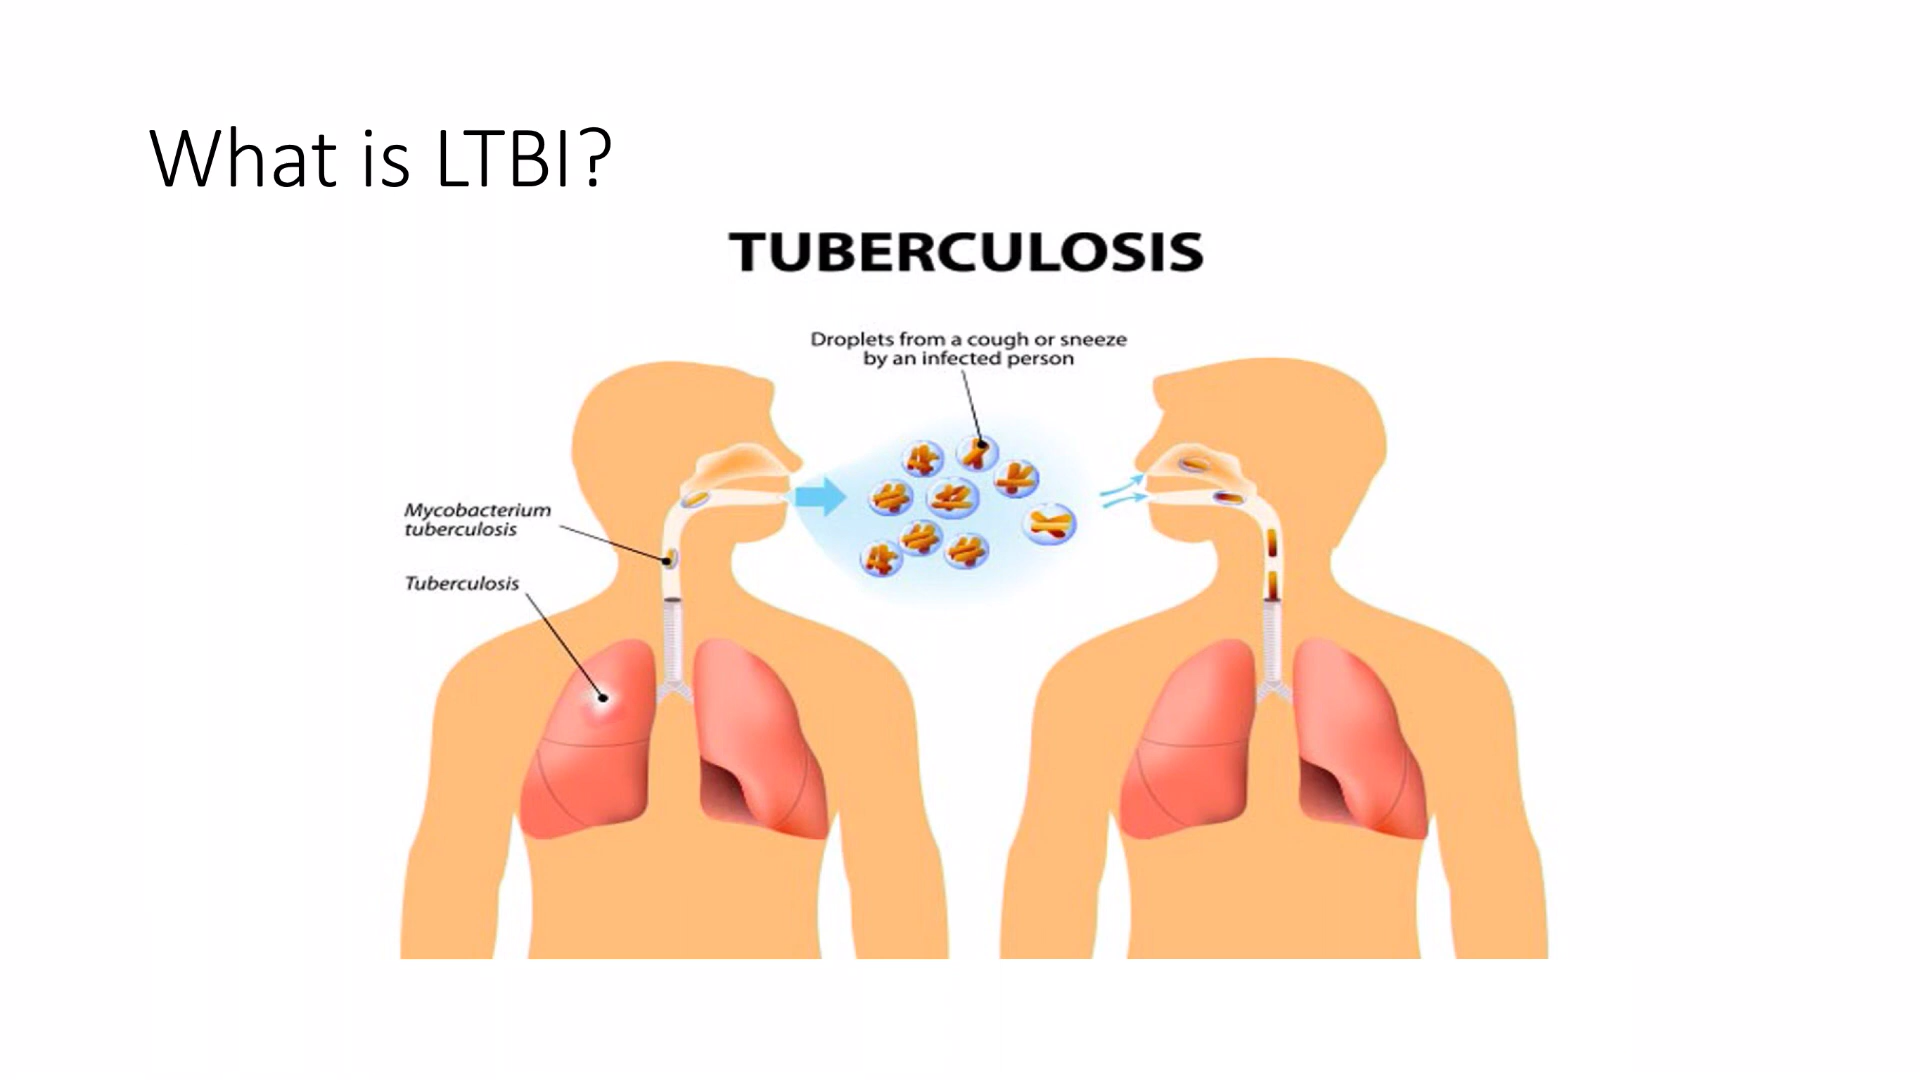 What is LTBI?
TUBERCULOSIS
Droplets from a cough or sneeze
by an infected person
Mycobacterium
tuberculosis
Tuberculosis